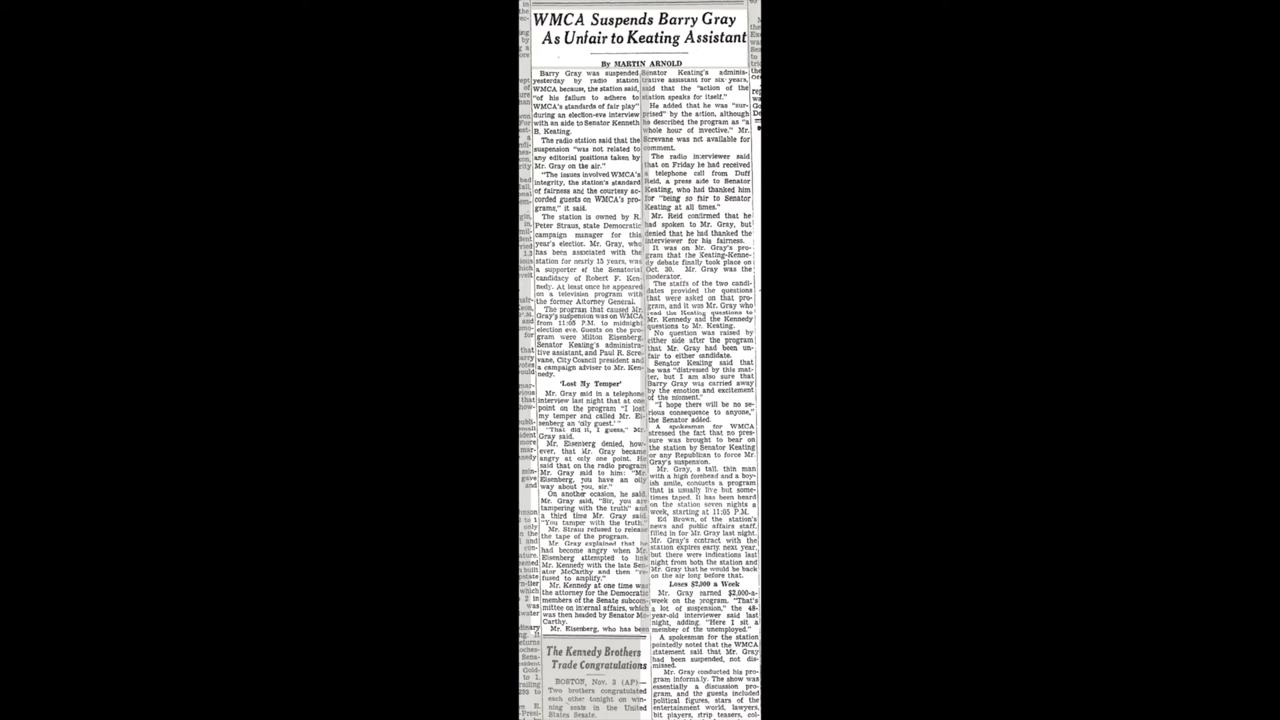 WMCA Suspends Barry Gray
As Unfair to Keating Assistant
By MARTIN ARNOLD
Barry Gray was suspended
yesterday by radio station
WMCA because, the station said,
"of his failure to adhere to
WMCA's standards of fair play"
during an election-eve interview
with an aide to Senator Kenneth
B. Keating.
The radio station said that the
suspension "was not related to
any editorial positions taken by
Mr. Gray on the air."
"The issues involved WMCA's
integrity, the station's standard
of fairness and the courtesy ac-
corded guests on WMCA's pro-
grams," it said.
The station is owned by R.
Peter Straus, state Democratic
campaign manager for this
year's election. Mr. Gray, who
has been associated with the
station for nearly 15 years, was
a supporter of the Senatorial
candidacy of Robert F. Ken-
nedy. At least once he appeared
on a television program with
the former Attorney General.
The program that caused Mr.
Gray's suspension was on WMCA
from 11:05 P.M. to midnight
election eve. Guests on the pro-
gram were Milton Eisenberg,
Senator Keating's administra-
tive assistant, and Paul R. Scre-
vane, City Council president and
a campaign adviser to Mr. Ken-
nedy.
'Lost My Temper'
Mr. Gray said in a telephone
interview last night that at one
point on the program "I lost
my temper and called Mr. Ei-
senberg an 'oily guest.'"
"That did it, I guess," Mr.
Gray said.
Mr. Eisenberg denied, how-
ever, that Mr. Gray became
angry at only one point. He
said that on the radio program
Mr. Gray said to him: "Mr.
Eisenberg, you have an oily
way about you, sir."
On another ocasion, he said,
Mr. Gray said, "Sir, you are
tampering with the truth" and
a third time Mr. Gray said
"You tamper with the truth."
Mr. Straus refused to release
the tape of the program.
Mr. Gray explained that he
had become angry when Mr.
Eisenberg attempted to link
Mr. Kennedy with the late Sen-
ator McCarthy and then "re-
fused to amplify."
Mr. Kennedy at one time was
the attorney for the Democratic
members of the Senate subcom-
mittee on internal affairs, which
was then headed by Senator Mc-
Carthy.
Mr. Eisenberg, who has been
Senator Keating's adminis-
trative assistant for six years,
said that the "action of the
station speaks for itself."
He added that he was "sur-
prised" by the action, although
he described the program as "a
whole hour of invective." Mr.
Screvane was not available for
comment.
The radio interviewer said
that on Friday he had received
a telephone call from Duff
Reid, a press aide to Senator
Keating, who had thanked him
for "being so fair to Senator
Keating at all times."
Mr. Reid confirmed that he
had spoken to Mr. Gray, but
denied that he had thanked the
interviewer for his fairness.
It was on Mr. Gray's pro-
gram that the Keating-Kenne-
dy debate finally took place on
Oct. 30. Mr. Gray was the
moderator.
The staffs of the two candi-
dates provided the questions
that were asked on that pro-
gram, and it was Mr. Gray who
read the Keating questions to
Mr. Kennedy and the Kennedy
questions to Mr. Keating.
No question was raised by
either side after the program
that Mr. Gray had been un-
fair to either candidate.
Senator Keating said that
he was "distressed by this mat-
ter, but I am also sure that
Barry Gray was carried away
by the emotion and excitement
of the moment."
"I hope there will be no se-
rious consequence to anyone,"
the Senator added.
A spokesman for WMCA
stressed the fact that no pres-
sure was brought to bear on
the station by Senator Keating
or any Republican to force Mr.
Gray's suspension.
Mr. Gray, a tall, thin man
with a high forehead and a boy-
ish smile, conducts a program
that is usually live but some-
times taped. It has been heard
on the station seven nights a
week, starting at 11:05 P.M.
Ed Brown, of the station's
news and public affairs staff,
filled in for Mr. Gray last night.
Mr. Gray's contract with the
station expires early next year,
but there were indications last
night from both the station and
Mr. Gray that he would be back
on the air long before that.
Loses $2,000 a Week
Mr. Gray earned $2,000-a-
week on the program. "That's
a lot of suspension," the 48-
year-old interviewer said last
night, adding, "Here I sit a
member of the unemployed."
A spokesman for the station
pointedly noted that the WMCA
statement said that Mr. Gray
had been suspended, not dis-
missed.
Mr. Gray conducted his pro-
gram informally. The show was
essentially a discussion pro-
gram, and the guests included
political figures, stars of the
entertainment world, lawyers,
bit players, strip teasers, col-
The Kennedy Brothers
Trade Congratulations
BOSTON, Nov. 3 (AP)—
Two brothers congratulated
each other tonight on win-
ning seats in the United
States Senate.